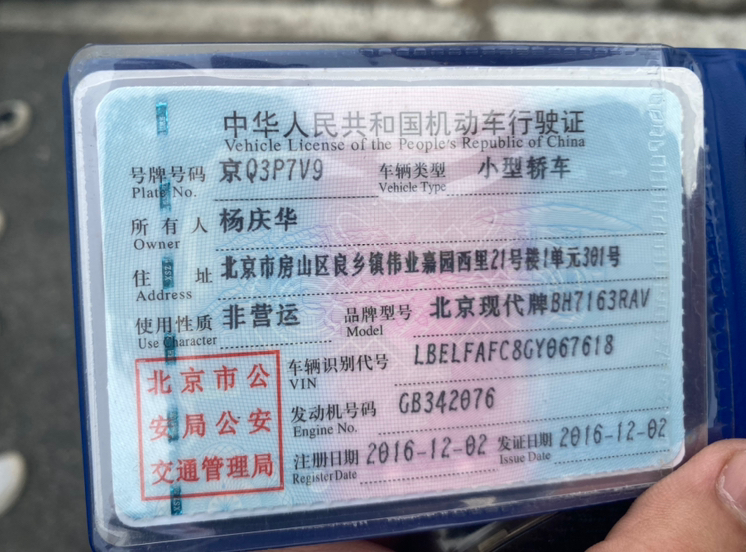 中华人民共和国机动车行驶证
Vehicle License of the People's Republic of China
号牌号码 京Q3P7V9 车辆类型 小型轿车
Plate No. Vehicle Type
所有人 杨庆华
Owner
住址 北京市房山区良乡镇伟业嘉园西里21号楼1单元301号
Address
使用性质 非营运 品牌型号 北京现代牌BH7163RAV
Use Character Model
车辆识别代号 LBELFAFC8GY067618
VIN
发动机号码 GB342076
Engine No.
注册日期 2016-12-02 发证日期 2016-12-02
Register Date Issue Date
北京市公
安局公安
交通管理局